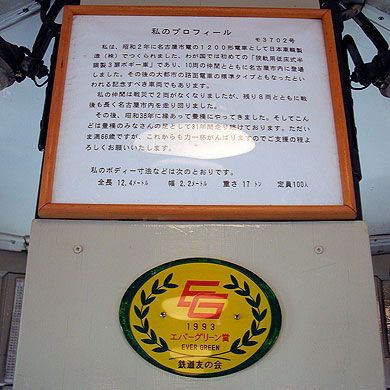 私のプロフィール
モ3702号
私は、昭和2年に名古屋市電の1200形電車として日本車輛製
造(株)でつくられました。わが国では初めての「狭軌用低床式半
鋼製3扉ボギー車」であり、10両の仲間とともに名古屋市内に登場
しました。その後の大都市の路面電車の標準タイプともなったとい
われる記念すべき車両でもあります。
私の仲間は戦災で2両がなくなりましたが、残り8両とともに戦
後も長く名古屋市内を走り回りました。
その後、昭和38年に縁あって豊橋にやってきました。そしてこん
どは豊橋のみなさんの足として31年間走り続けております。ただい
ま満66歳ですが、これからも力一杯がんばりますのでご支援の程よ
ろしくお願いいたします。
私のボディー寸法などは次のとおりです。
全長 12.4メートル 幅 2.2メートル 重さ 17トン 定員100人
EG
1993
エバーグリーン賞
EVER GREEN
鉄道友の会